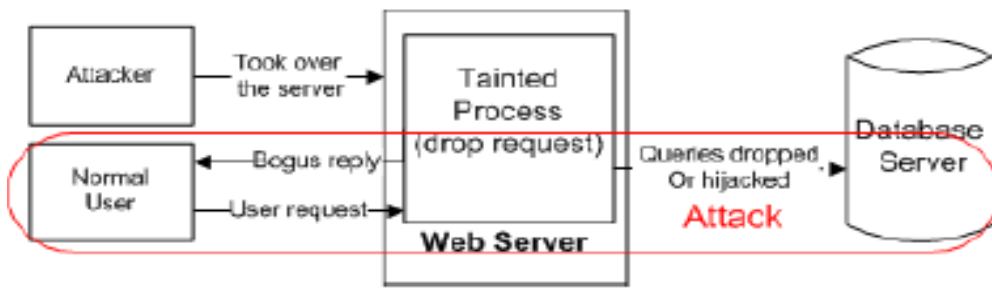 Attacker
Took over
the server
Tainted
Process
(drop request)
Database
Server
Normal
User
Bogus reply
User request
Queries dropped
Or hijacked
Attack
Web Server